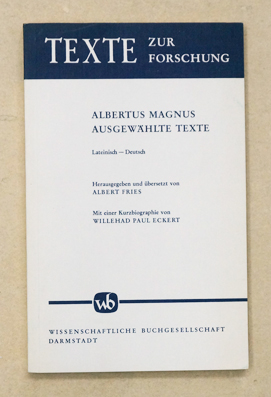 TEXTE ZUR
FORSCHUNG
ALBERTUS MAGNUS
AUSGEWÄHLTE TEXTE
Lateinisch – Deutsch
Herausgegeben und übersetzt von
ALBERT FRIES
Mit einer Kurzbiographie von
WILLEHAD PAUL ECKERT
wb
WISSENSCHAFTLICHE BUCHGESELLSCHAFT
DARMSTADT